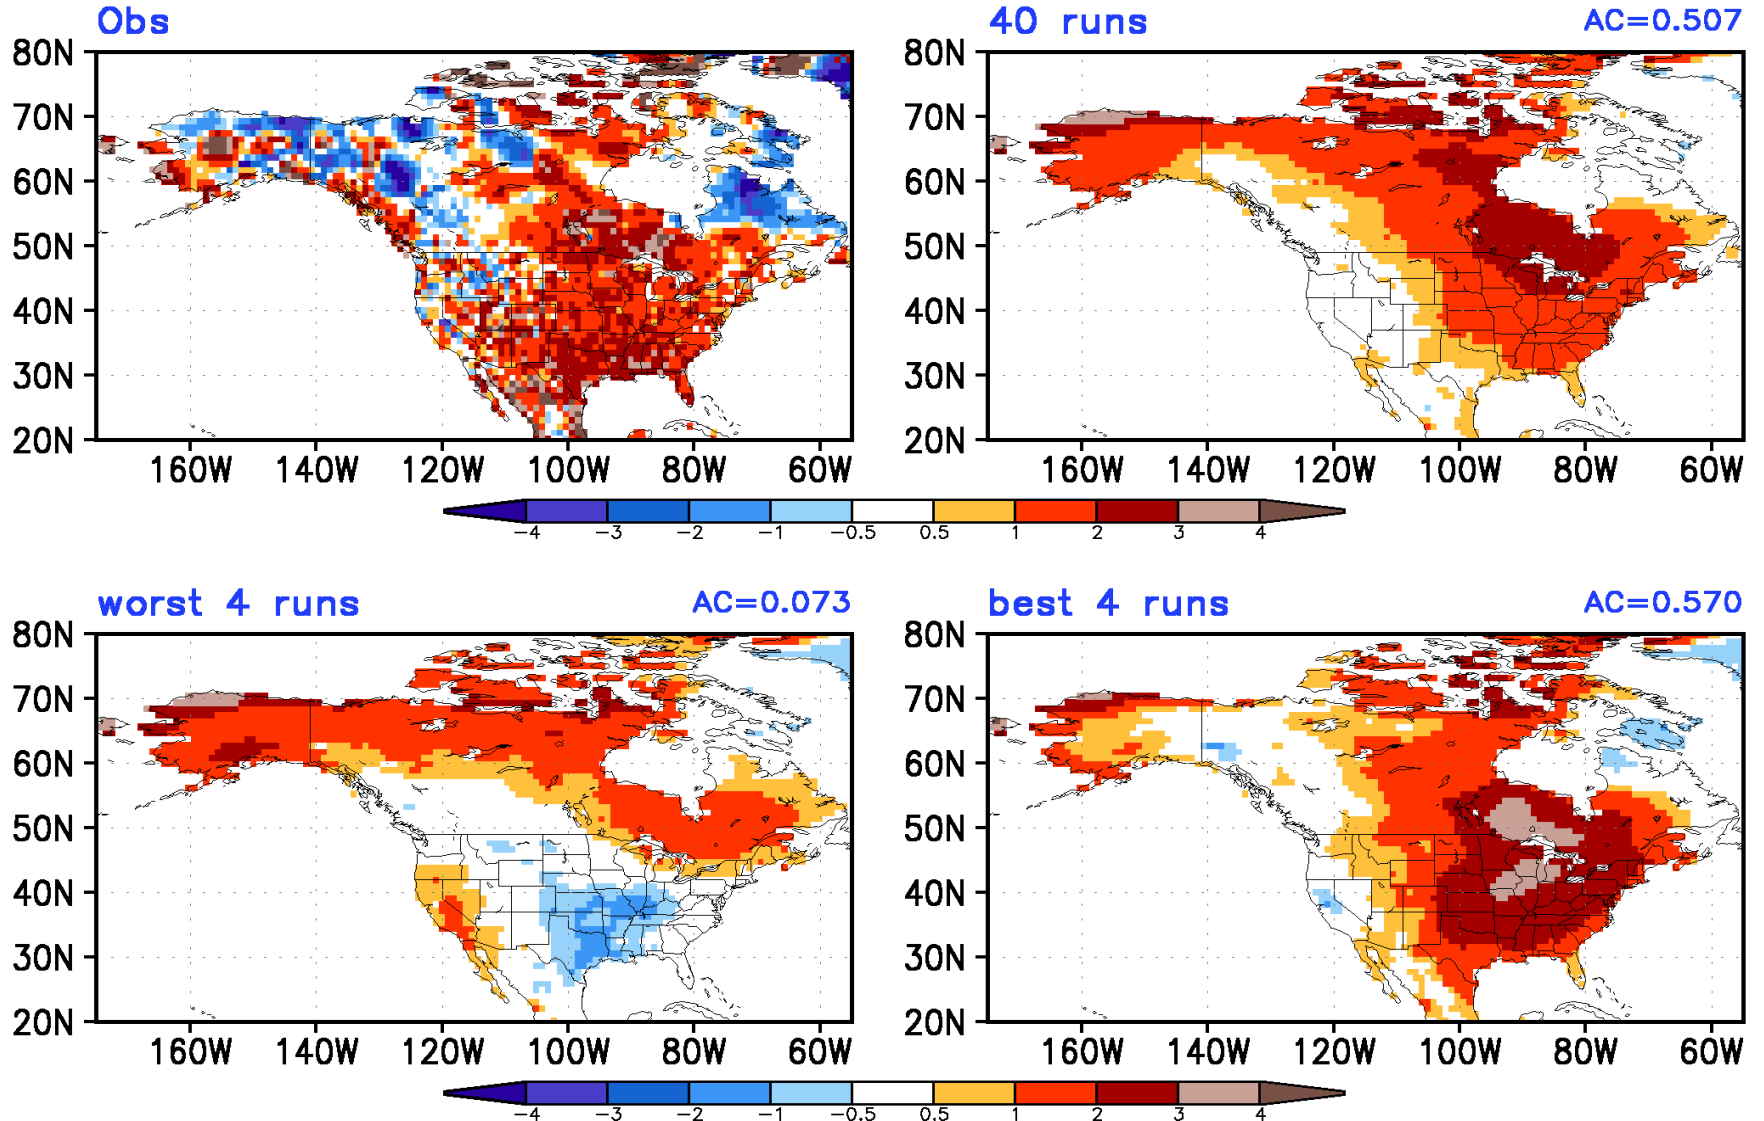 Obs
40 runs AC=0.507
80N 80N
70N 70N
60N 60N
50N 50N
40N 40N
30N 30N
20N 20N
160W 140W 120W 100W 80W 60W 160W 140W 120W 100W 80W 60W
-4 -3 -2 -1 -0.5 0.5 1 2 3 4
worst 4 runs AC=0.073
best 4 runs AC=0.570
80N 80N
70N 70N
60N 60N
50N 50N
40N 40N
30N 30N
20N 20N
160W 140W 120W 100W 80W 60W 160W 140W 120W 100W 80W 60W
-4 -3 -2 -1 -0.5 0.5 1 2 3 4